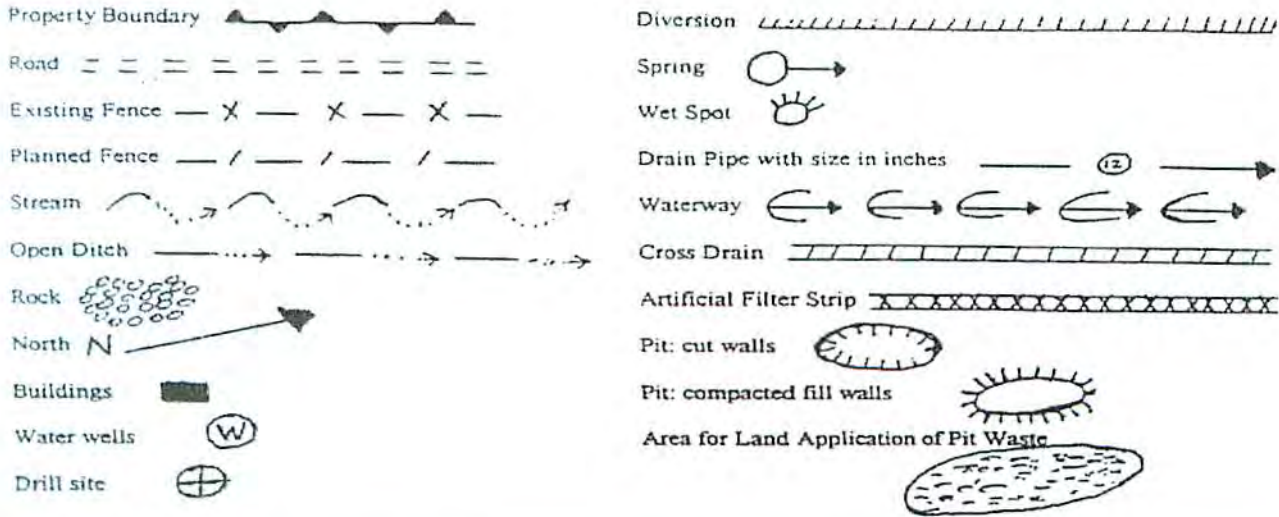 Property Boundary
Road
Existing Fence
Planned Fence
Stream
Open Ditch
Rock
North N
Buildings
Water wells W
Drill site
Diversion
Spring
Wet Spot
Drain Pipe with size in inches 12
Waterway
Cross Drain
Artificial Filter Strip
Pit: cut walls
Pit: compacted fill walls
Area for Land Application of Pit Waste